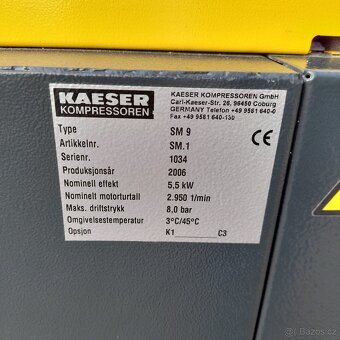 KAESER
KOMPRESSOREN
KAESER KOMPRESSOREN GmbH
Carl-Kaeser-Str. 26, 96450 Coburg
GERMANY Telefon +49 9561 640-0
Fax +49 9561 640-130
CE
Type SM 9
Artikkelnr. SM.1
Serienr. 1034
Produksjonsår 2006
Nominell effekt 5,5 kW
Nominelt motorturtall 2.950 1/min
Maks. driftstrykk 8,0 bar
Omgivelsestemperatur 3°C/45°C
Opsjon K1 C3
Bazos.cz